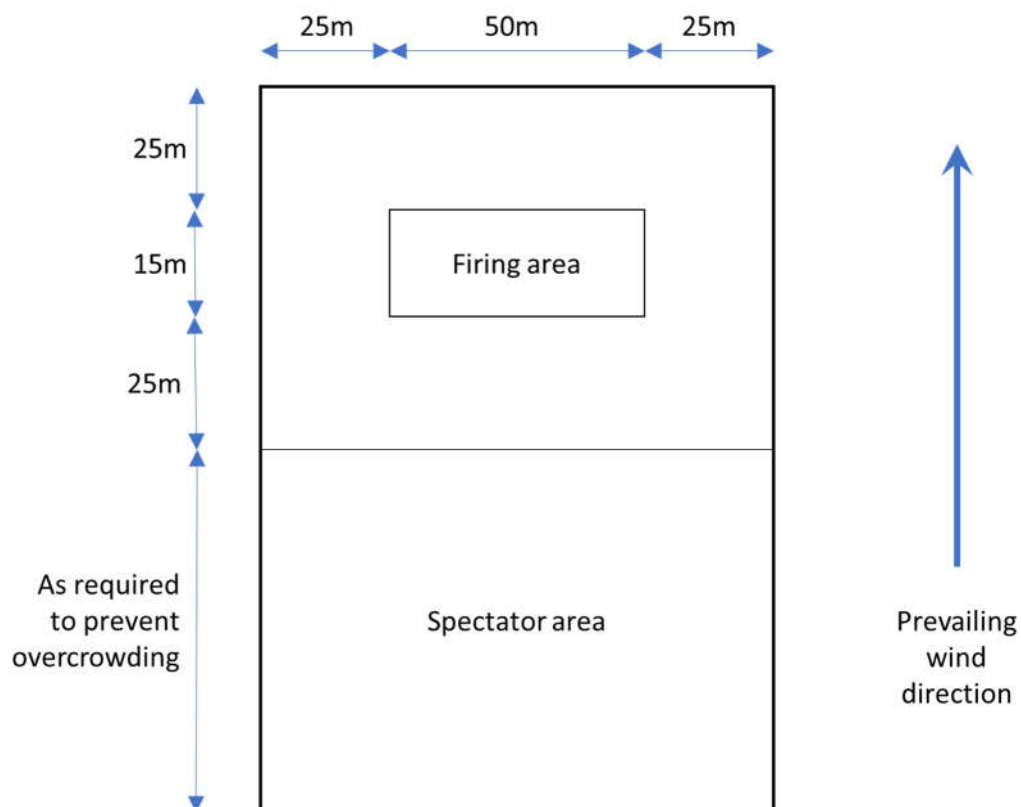 25m
50m
25m
25m
15m
Firing area
25m
As required
to prevent
overcrowding
Spectator area
Prevailing
wind
direction